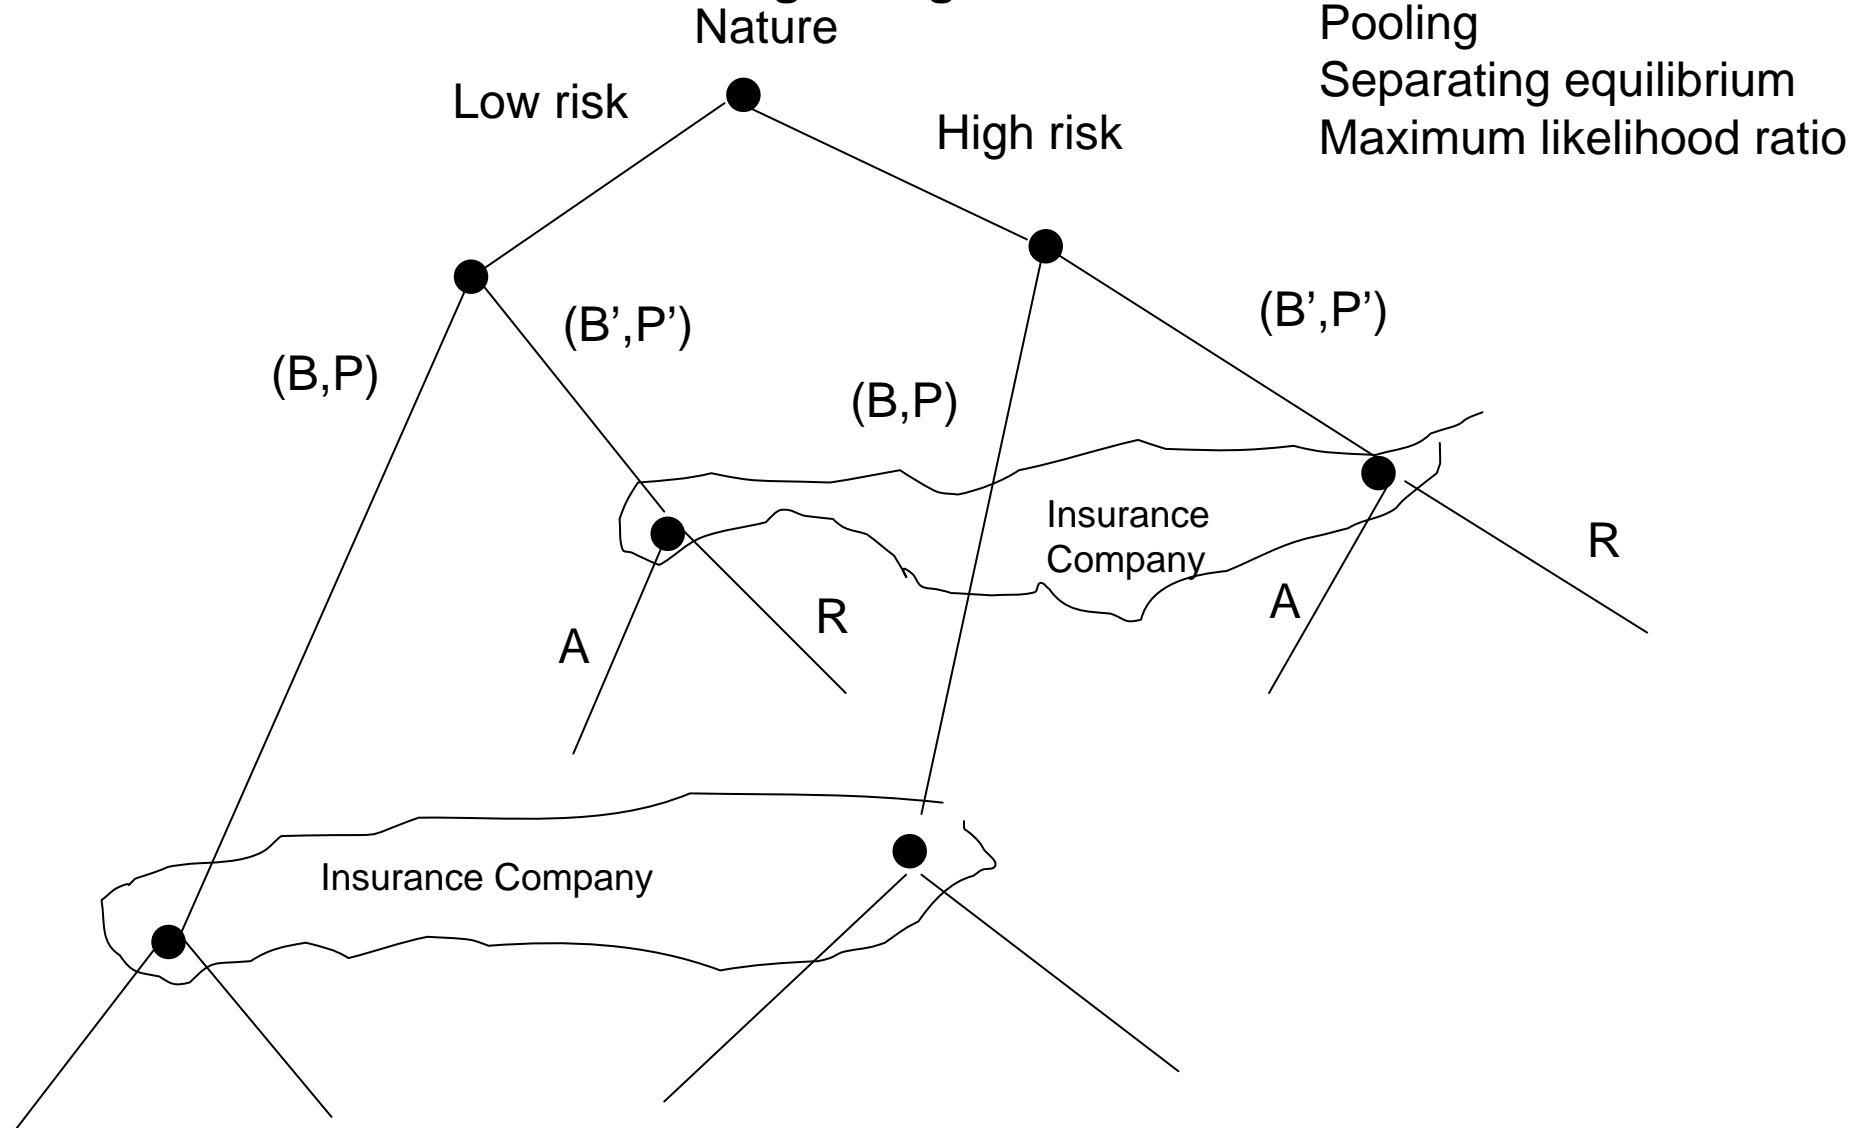 Nature
Pooling
Separating equilibrium
Maximum likelihood ratio
Low risk
High risk
(B',P')
(B',P')
(B,P)
(B,P)
Insurance
Company
R
A
R
A
Insurance Company